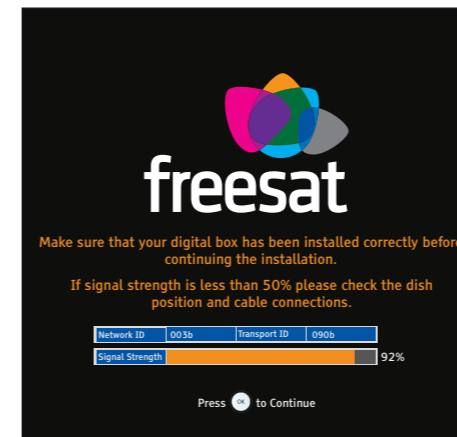 freesat
Make sure that your digital box has been installed correctly before
continuing the installation.
If signal strength is less than 50% please check the dish
position and cable connections.
Network ID 003b Transport ID 090b
Signal Strength 92%
Press OK to Continue